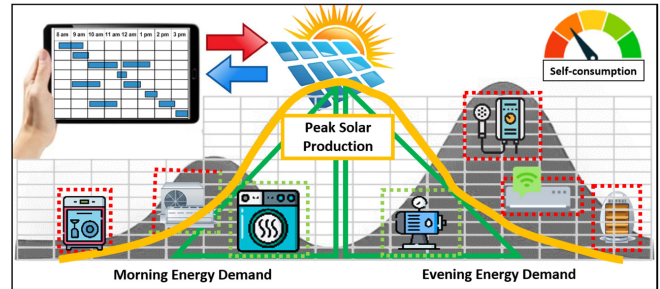 8 am 9 am 10 am 11 am 12 am 1 pm 2 pm 3 pm
Self-consumption
Peak Solar
Production
Morning Energy Demand
Evening Energy Demand